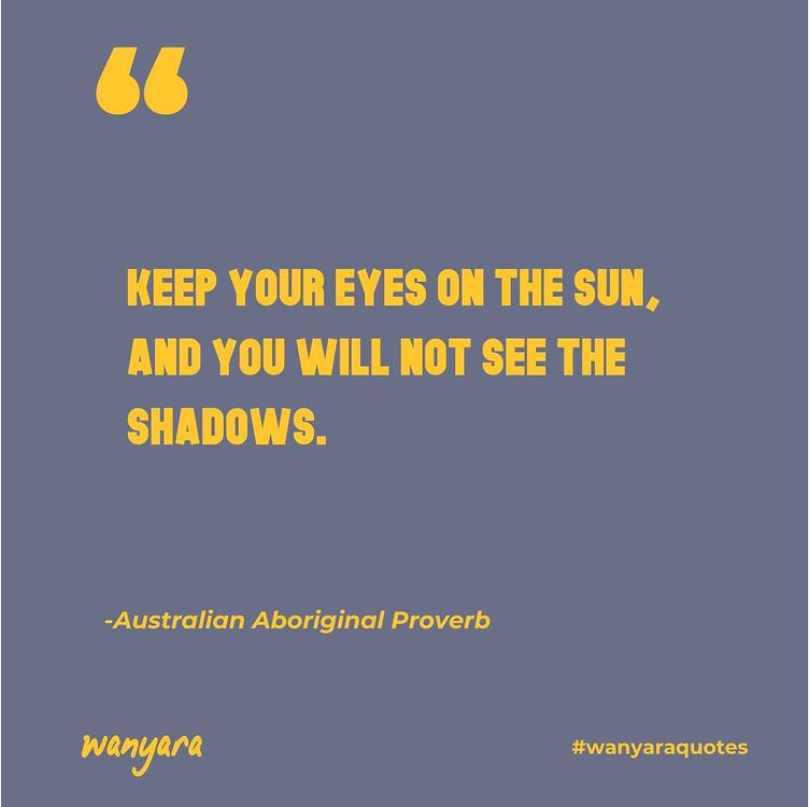 “
KEEP YOUR EYES ON THE SUN,
AND YOU WILL NOT SEE THE
SHADOWS.
-Australian Aboriginal Proverb
wanyara
#wanyaraquotes